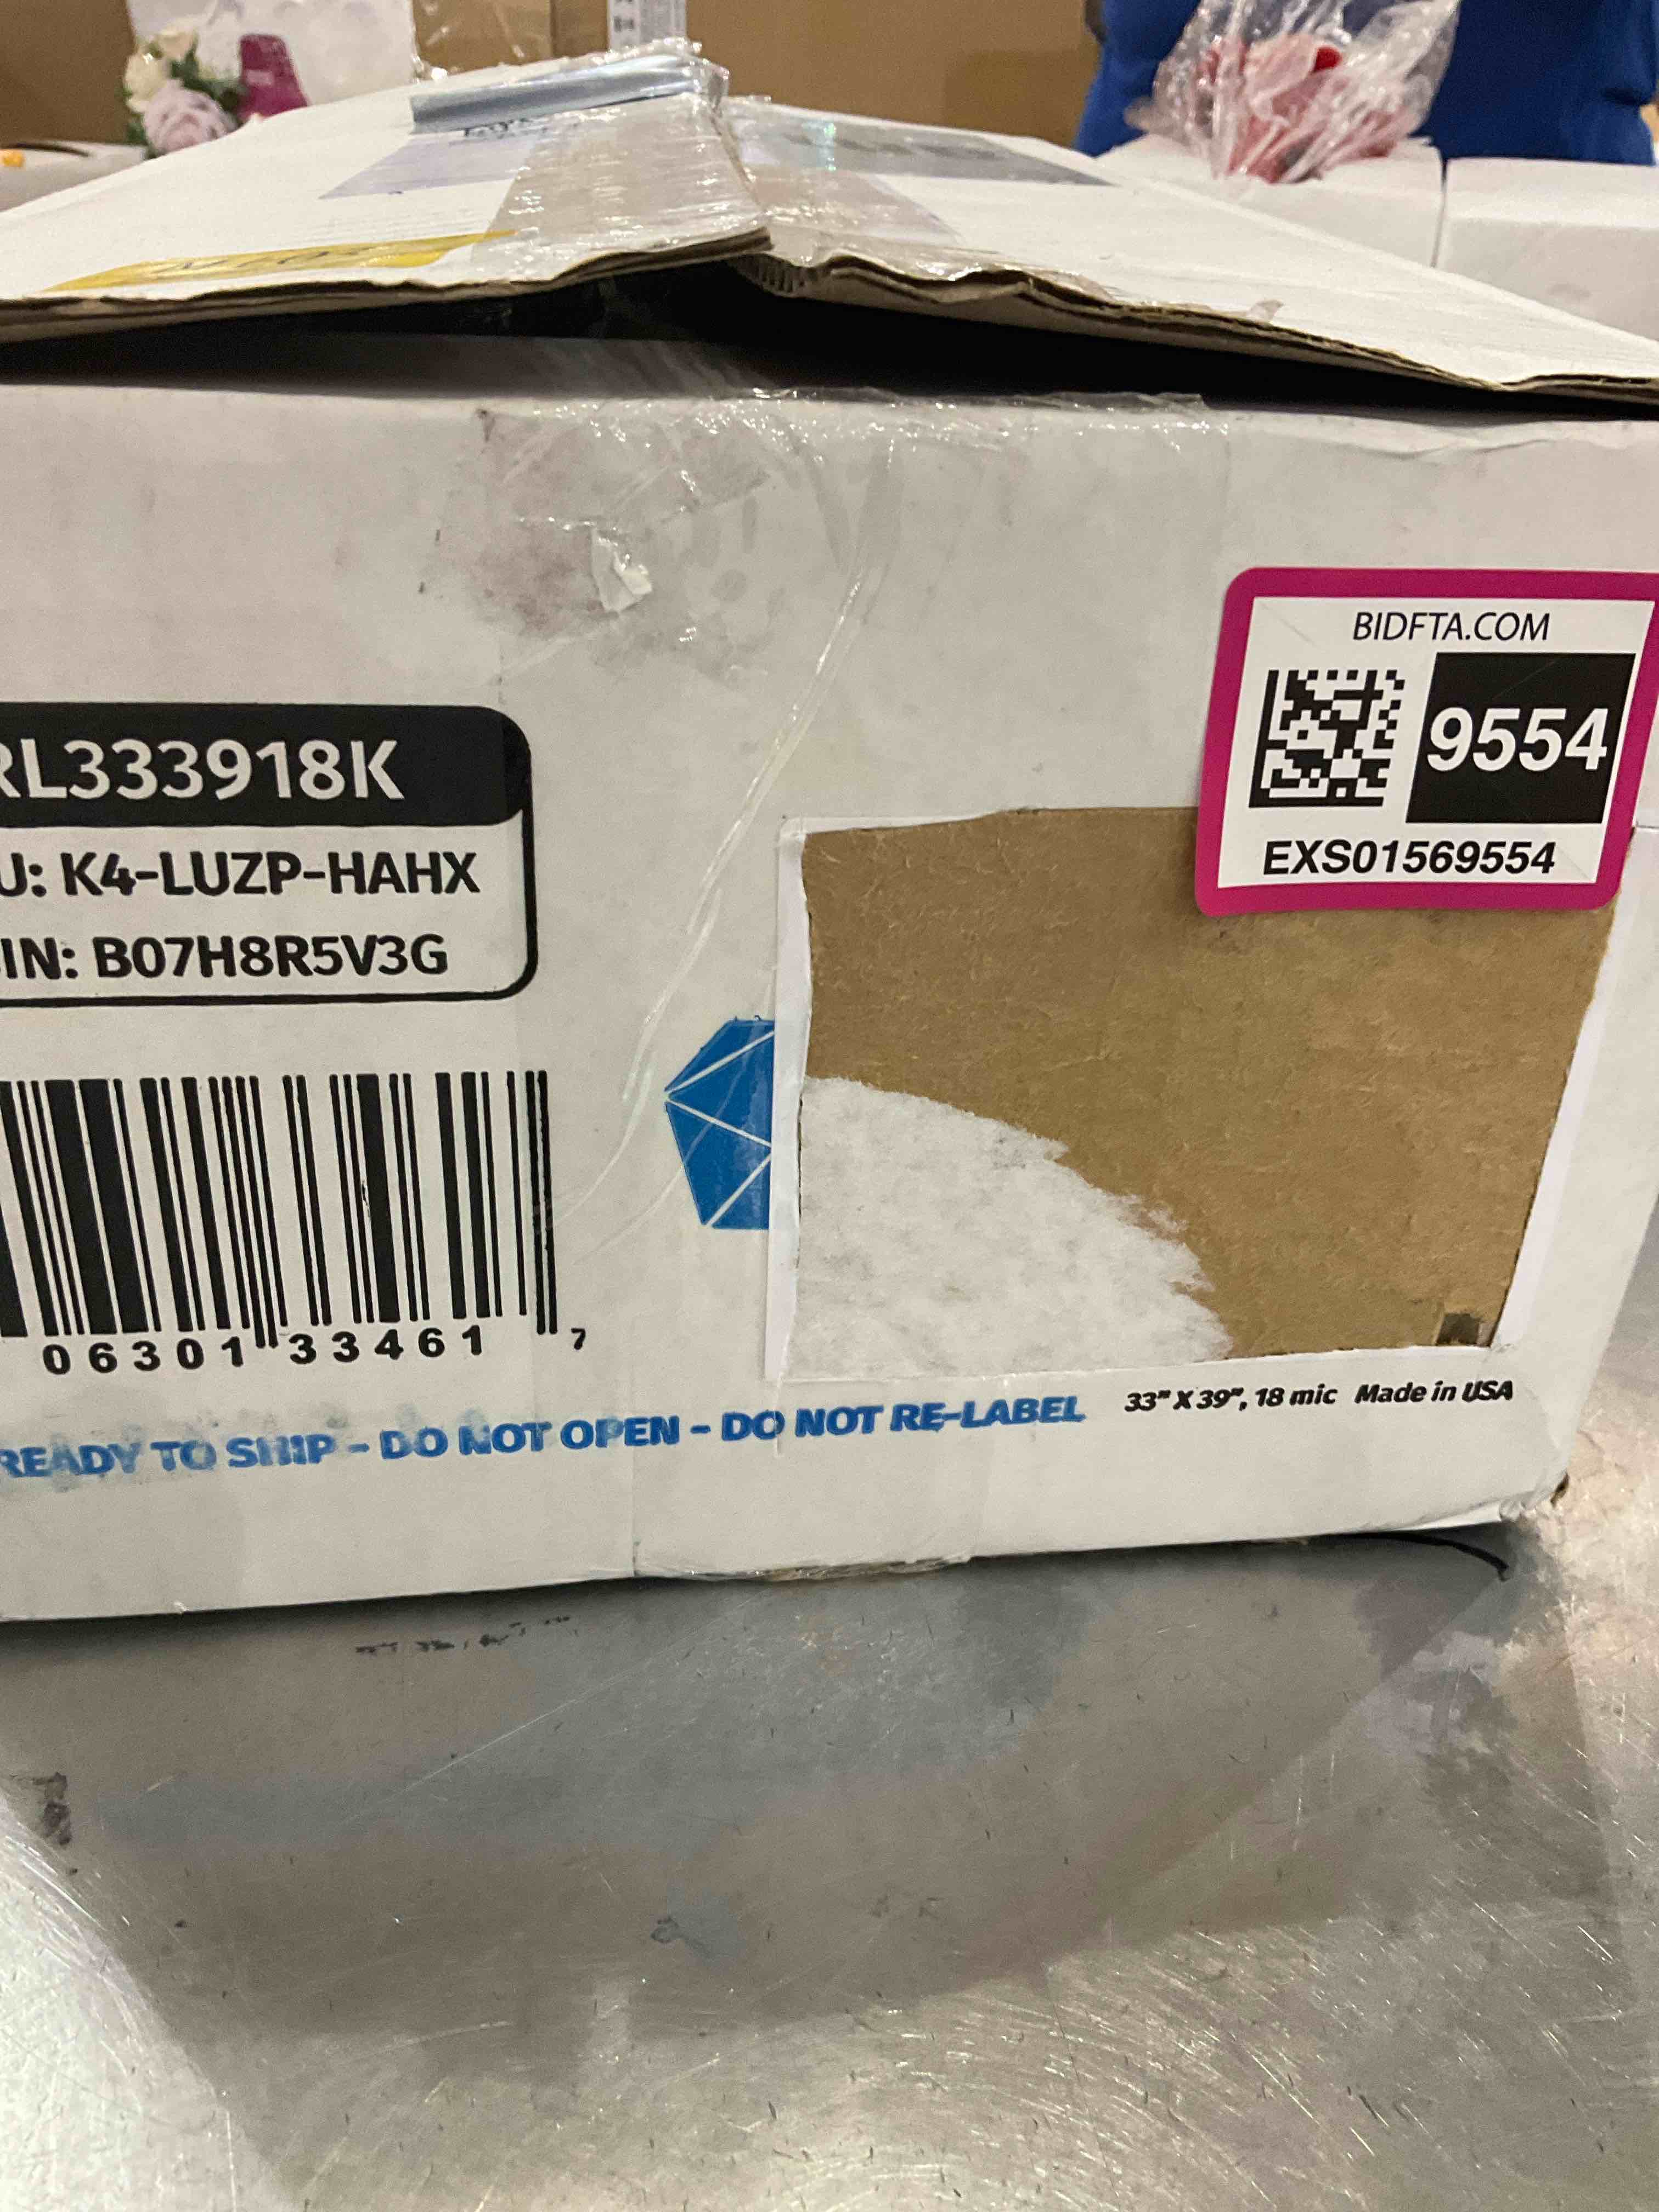 BIDFTA.COM
9554
EXS01569554
RL333918K
U: K4-LUZP-HAHX
IN: B07H8R5V3G
06301 33461 7
READY TO SHIP - DO NOT OPEN - DO NOT RE-LABEL
33" X 39", 18 mic Made in USA